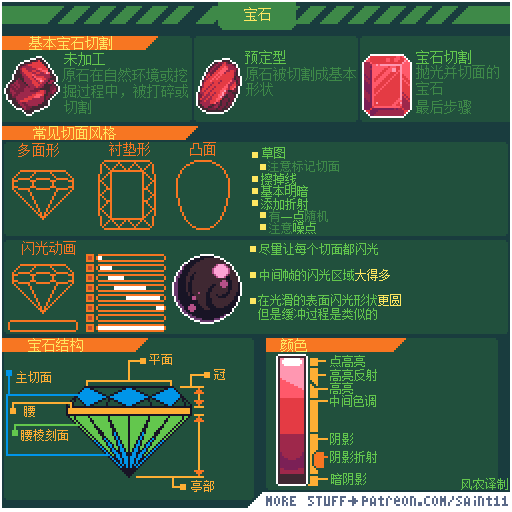 宝石
基本宝石切割
未加工
原石在自然环境或挖
掘过程中，被打碎或
切割
预定型
原石被切割成基本
形状
宝石切割
抛光并切面的
宝石
最后步骤
常见切面风格
多面形
衬垫形
凸面
草图
注意标记切面
擦掉线
基本明暗
添加折射
有一点随机
注意噪点
闪光动画
尽里让每个切面都闪光
中间帧的闪光区域大得多
在光滑的表面闪光形状更圆
但是缓冲过程是类似的
宝石结构
平面
冠
主切面
腰
腰棱刻面
亭部
颜色
点高亮
高亮反射
高亮
中间色调
阴影
阴影折射
暗阴影
风农译制
MORE STUFF→PATREON.COM/SAINT11